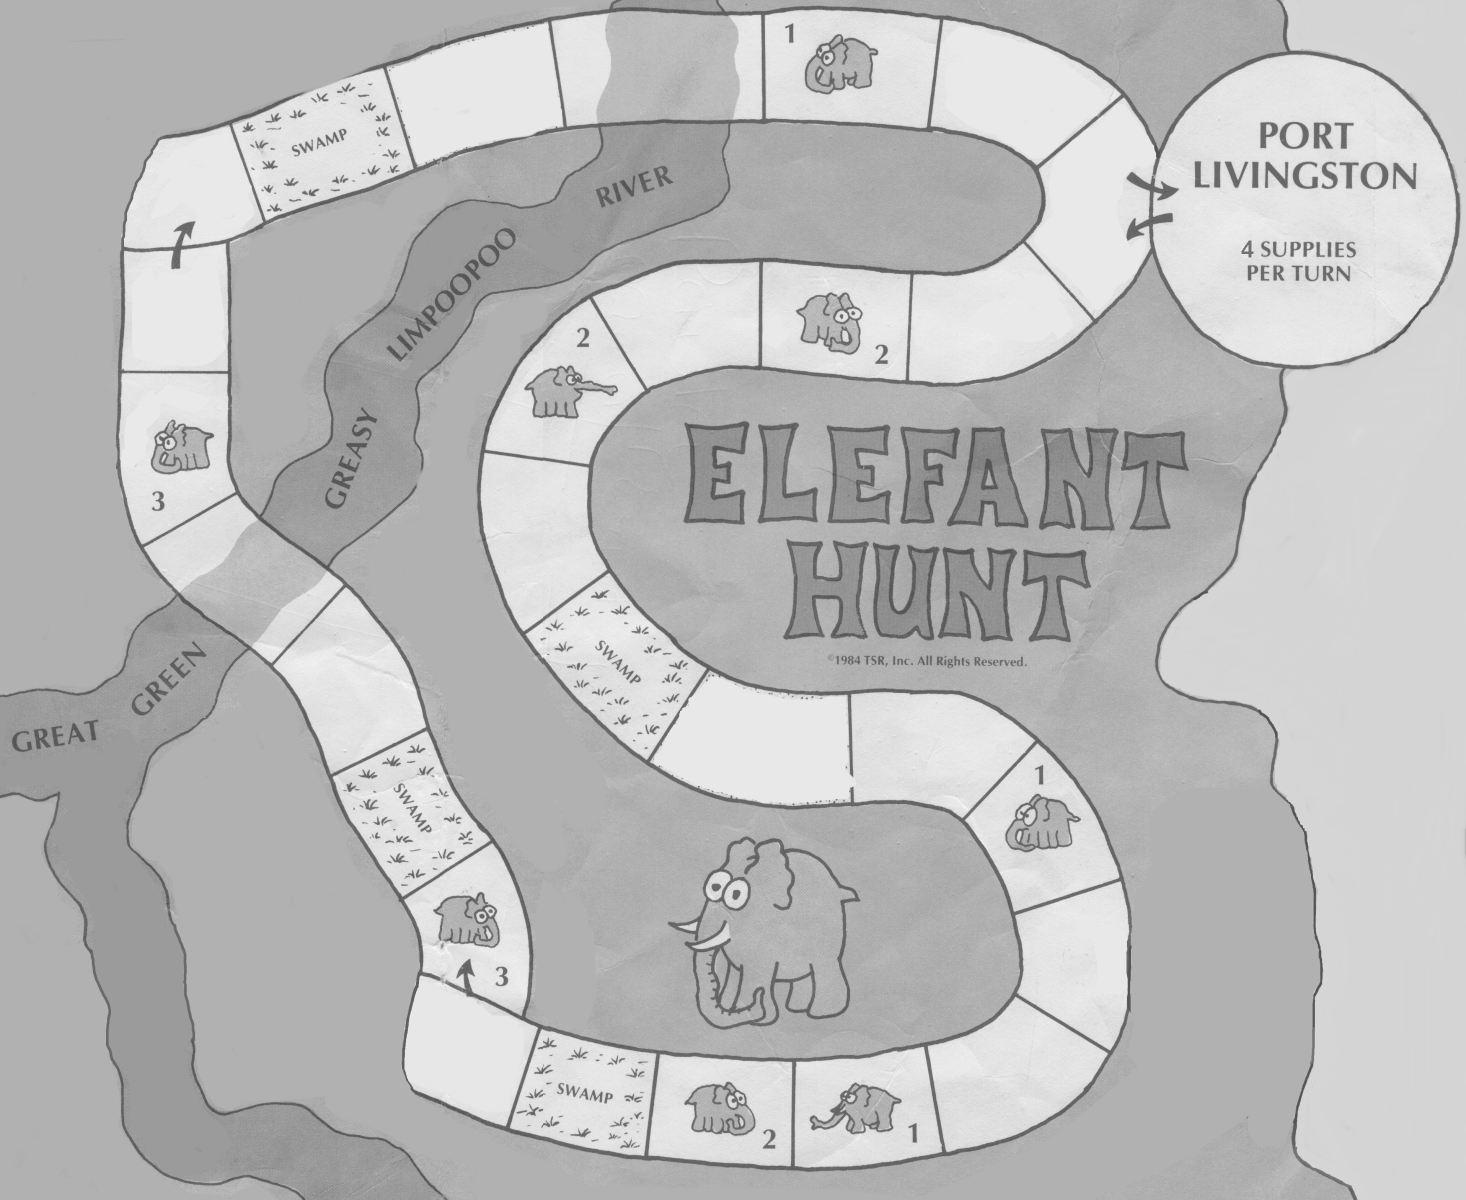 1
SWAMP
RIVER
PORT
LIVINGSTON
4 SUPPLIES
PER TURN
LIMPOOPOO
2
2
GREASY
3
ELEFANT
HUNT
©1984 TSR, Inc. All Rights Reserved.
SWAMP
GREEN
GREAT
1
SWAMP
3
SWAMP
2
1